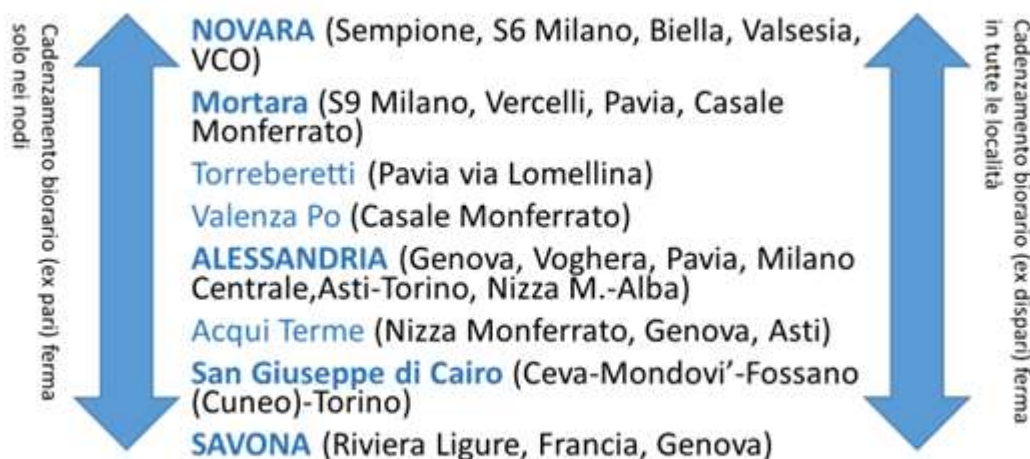 Cadenzamento biorario (ex pari) ferma
solo nei nodi
NOVARA (Sempione, S6 Milano, Biella, Valsesia,
VCO)
Mortara (S9 Milano, Vercelli, Pavia, Casale
Monferrato)
Torreberetti (Pavia via Lomellina)
Valenza Po (Casale Monferrato)
ALESSANDRIA (Genova, Voghera, Pavia, Milano
Centrale,Asti-Torino, Nizza M.-Alba)
Acqui Terme (Nizza Monferrato, Genova, Asti)
San Giuseppe di Cairo (Ceva-Mondovi’-Fossano
(Cuneo)-Torino)
SAVONA (Riviera Ligure, Francia, Genova)
Cadenzamento biorario (ex dispari) ferma
in tutte le località